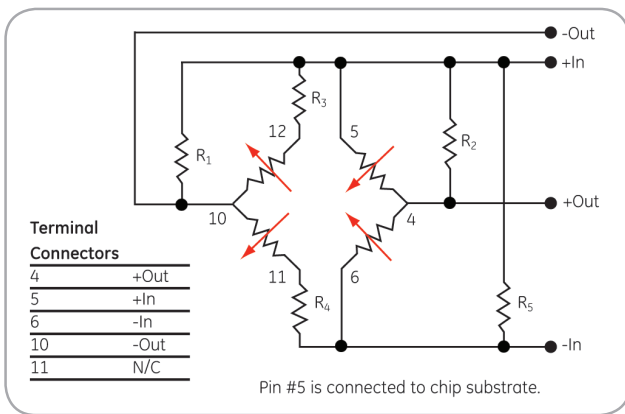 -Out
+In
R3
12
5
R2
R1
10
4
+Out
Terminal
Connectors
4 +Out
5 +In
6 -In
10 -Out
11 N/C
11
6
R4
R5
-In
Pin #5 is connected to chip substrate.